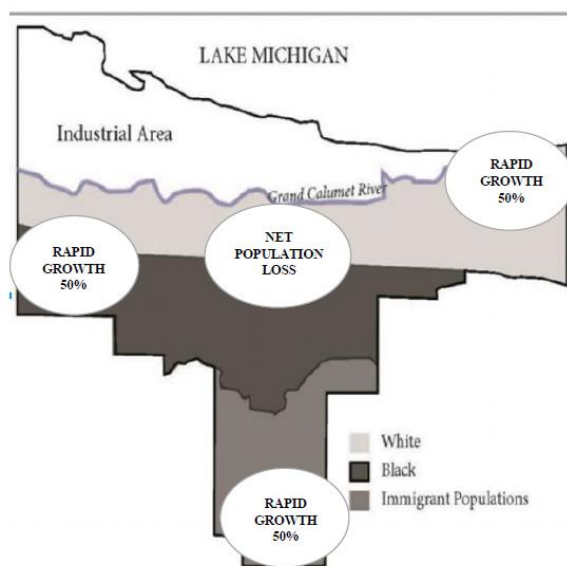 LAKE MICHIGAN
Industrial Area
RAPID
GROWTH
50%
Grand Calumet River
NET
POPULATION
LOSS
RAPID
GROWTH
50%
White
Black
Immigrant Populations
RAPID
GROWTH
50%